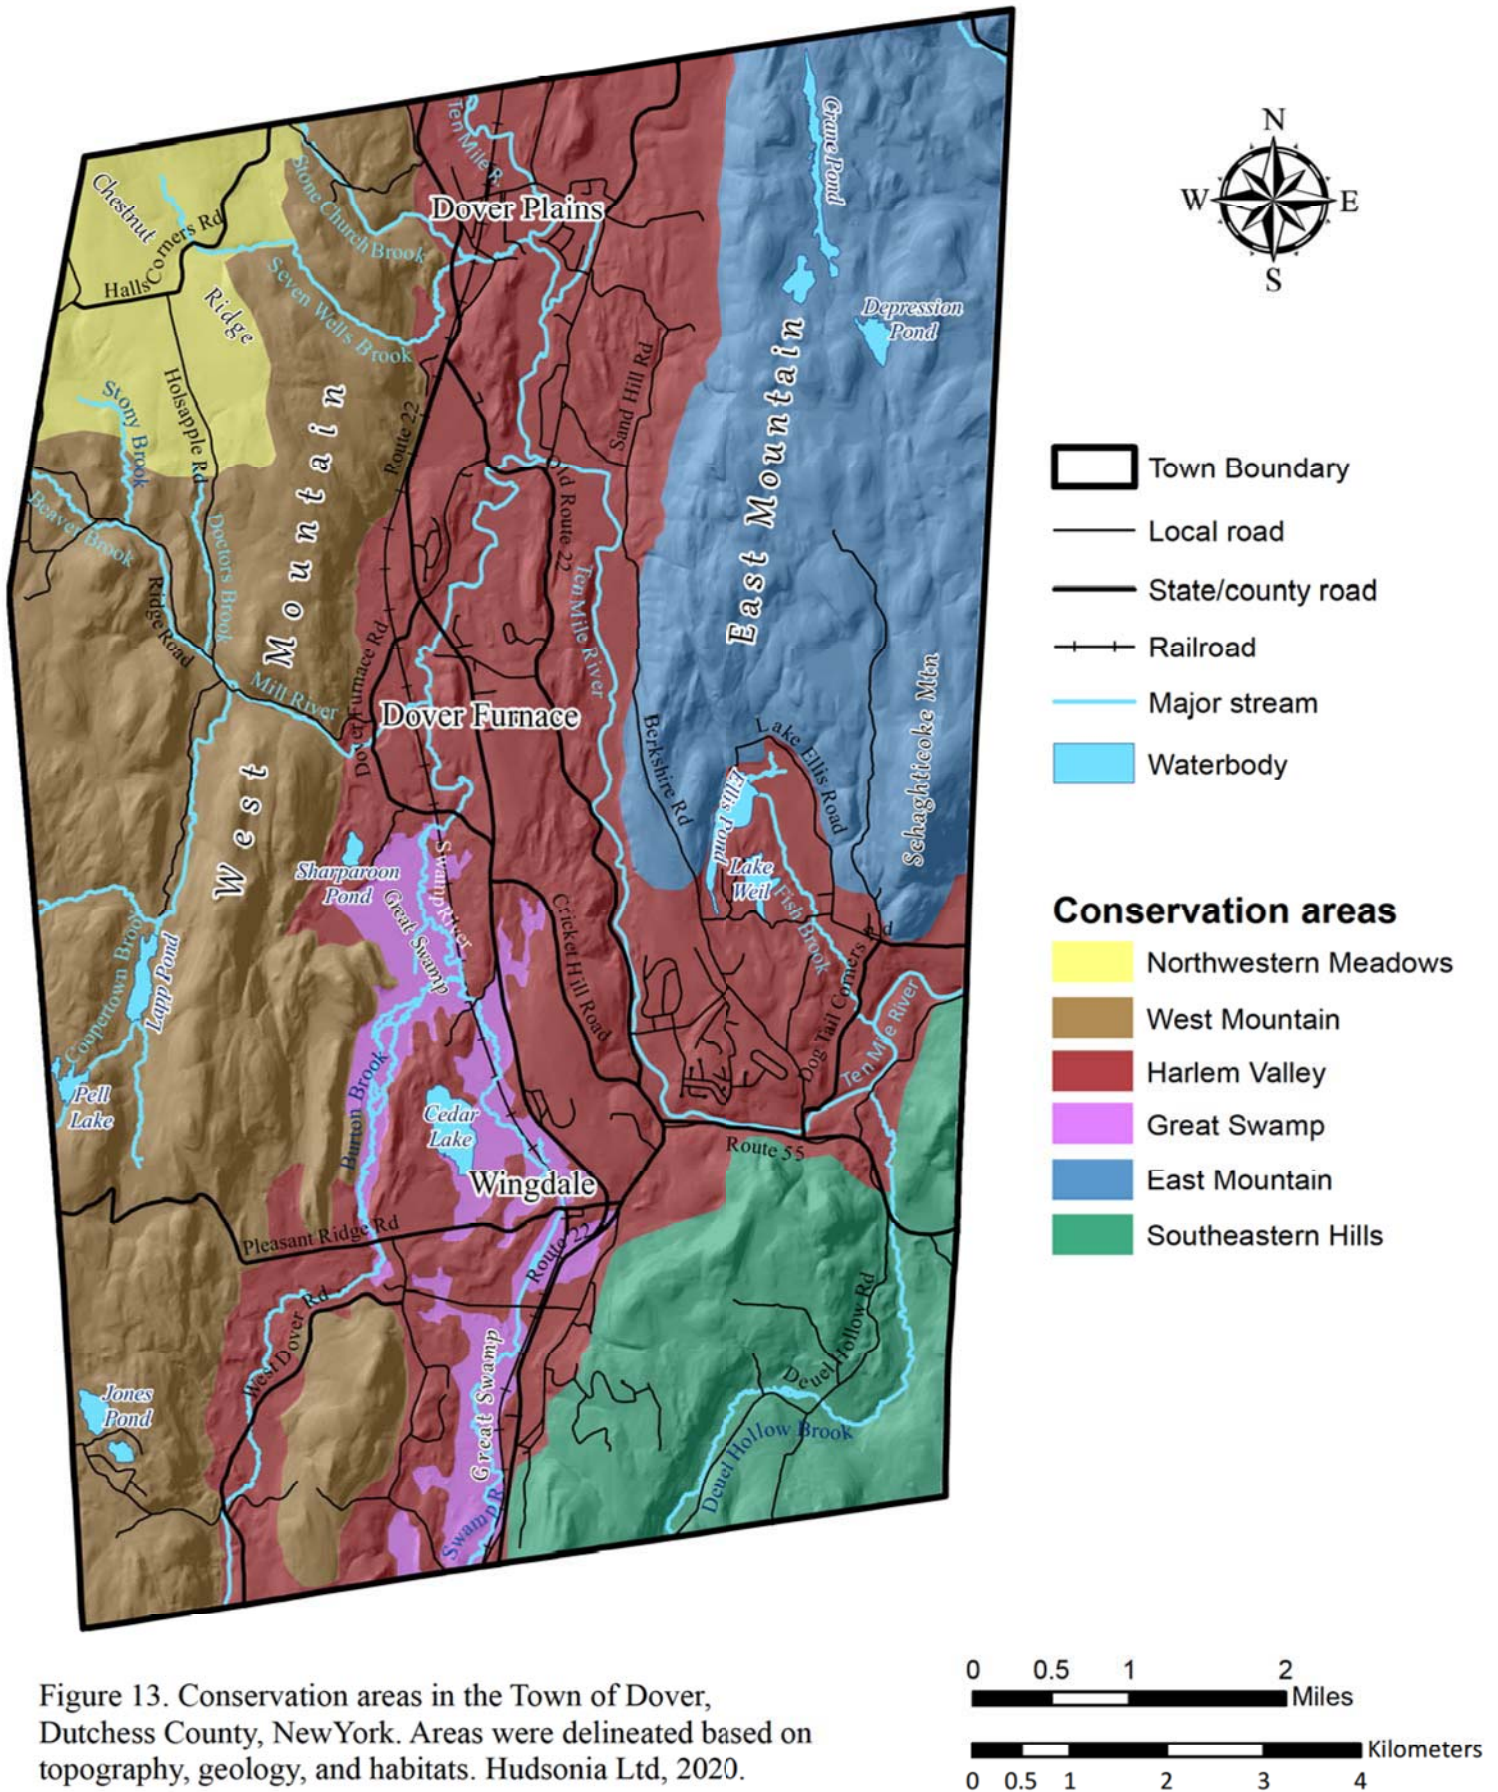 Ten Mile R.
Crane Pond
N
W
E
S
Chestnut
Ridge
Dover Plains
Stone Church Brook
Halls Corners Rd
Seven Wells Brook
Depression
Pond
Holsapple Rd
Sand Hill Rd
Stony Brook
Route 22
West Mountain
East Mountain
Old Route 22
Beaver Brook
Doctors Brook
Ridge Road
Ten Mile River
Mill River
Dover Furnace Rd
Dover Furnace
Berkshire Rd
Lake Ellis Road
Schaghticoke Mtn
Ellis Pond
Lake
Weil
Fish Brook
Sharparoon
Pond
Swamp River
Great Swamp
Cricket Hill Road
Dog Tail Corners Rd
Coopertown Brook
Lapp Pond
Ten Mile River
Pell
Lake
Burton Brook
Cedar
Lake
Route 55
Wingdale
Pleasant Ridge Rd
Route 22
West Dover Rd
Great Swamp
Deuel Hollow Rd
Deuel Hollow Brook
Jones
Pond
Swamp R.
Town Boundary
Local road
State/county road
Railroad
Major stream
Waterbody
Conservation areas
Northwestern Meadows
West Mountain
Harlem Valley
Great Swamp
East Mountain
Southeastern Hills
Figure 13. Conservation areas in the Town of Dover,
Dutchess County, NewYork. Areas were delineated based on
topography, geology, and habitats. Hudsonia Ltd, 2020.
0 0.5 1 2
Miles
Kilometers
0 0.5 1 2 3 4